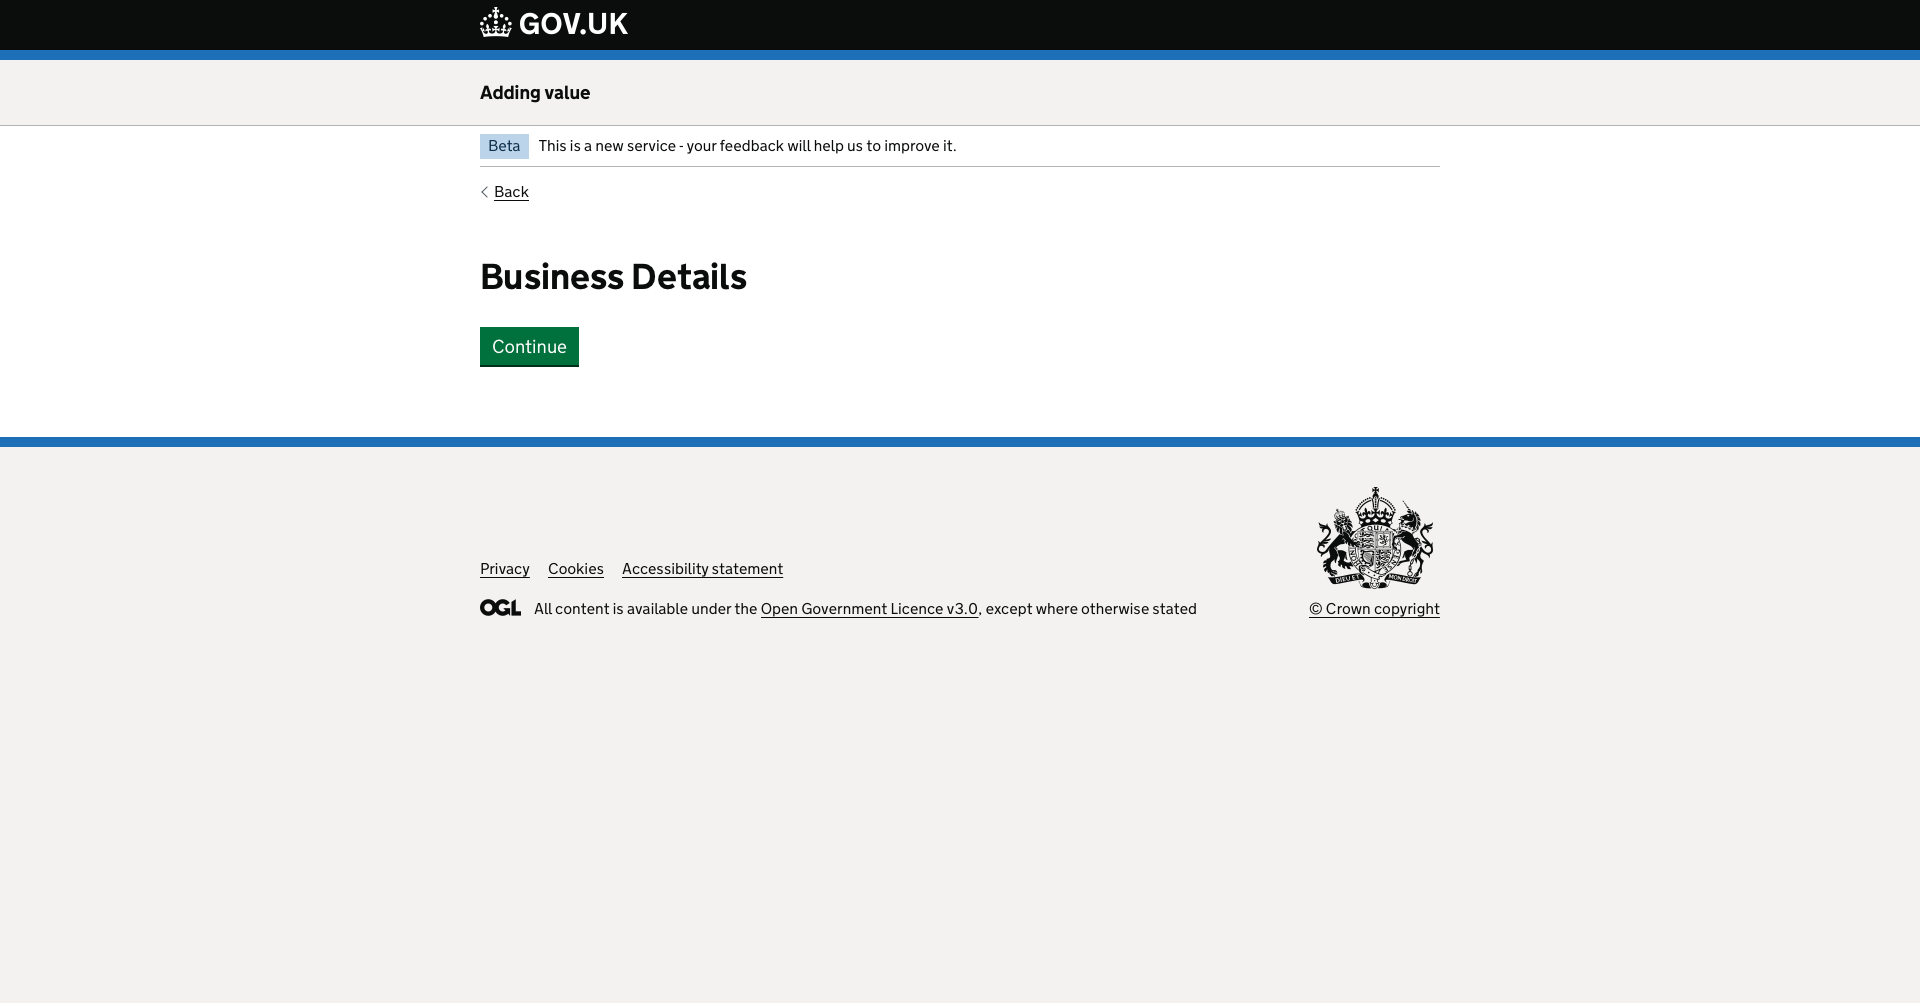 GOV.UK
Adding value
Beta This is a new service - your feedback will help us to improve it.
Back
Business Details
Continue
Privacy Cookies Accessibility statement
OGL All content is available under the Open Government Licence v3.0, except where otherwise stated
QUI
DIEU ET MON DROIT
© Crown copyright